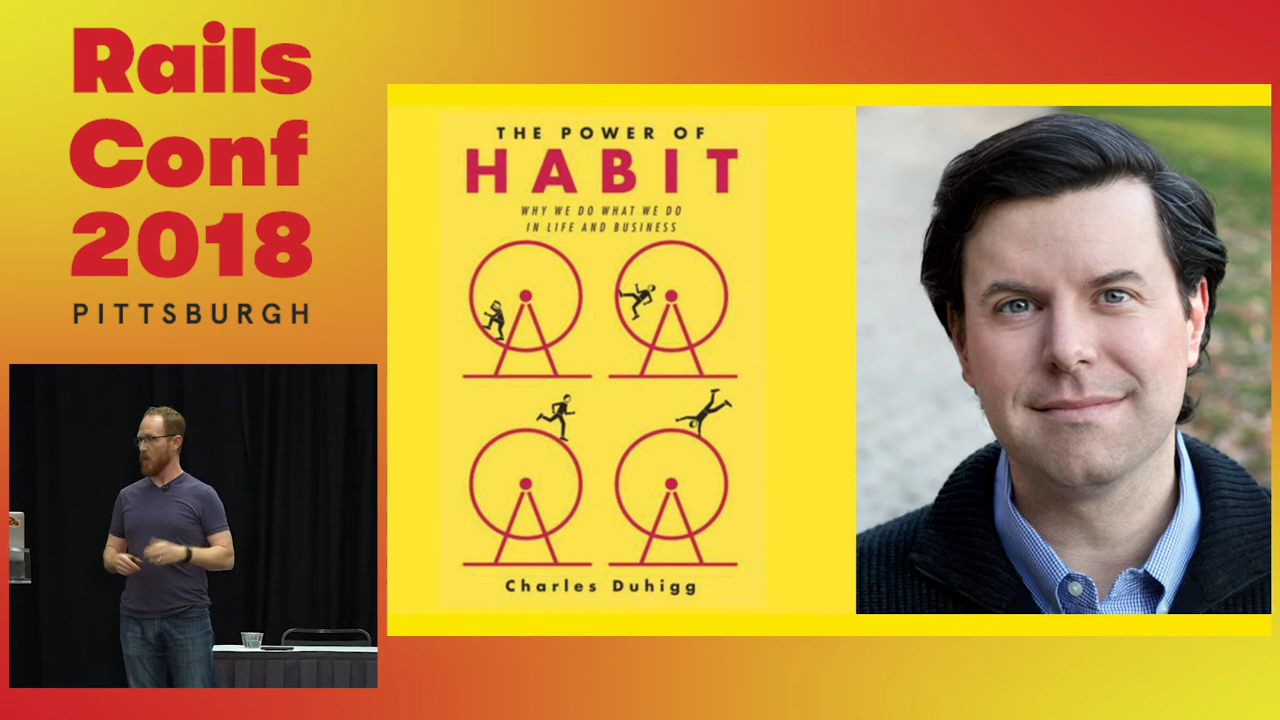 Rails
Conf
2018
PITTSBURGH
THE POWER OF
HABIT
WHY WE DO WHAT WE DO
IN LIFE AND BUSINESS
Charles Duhigg